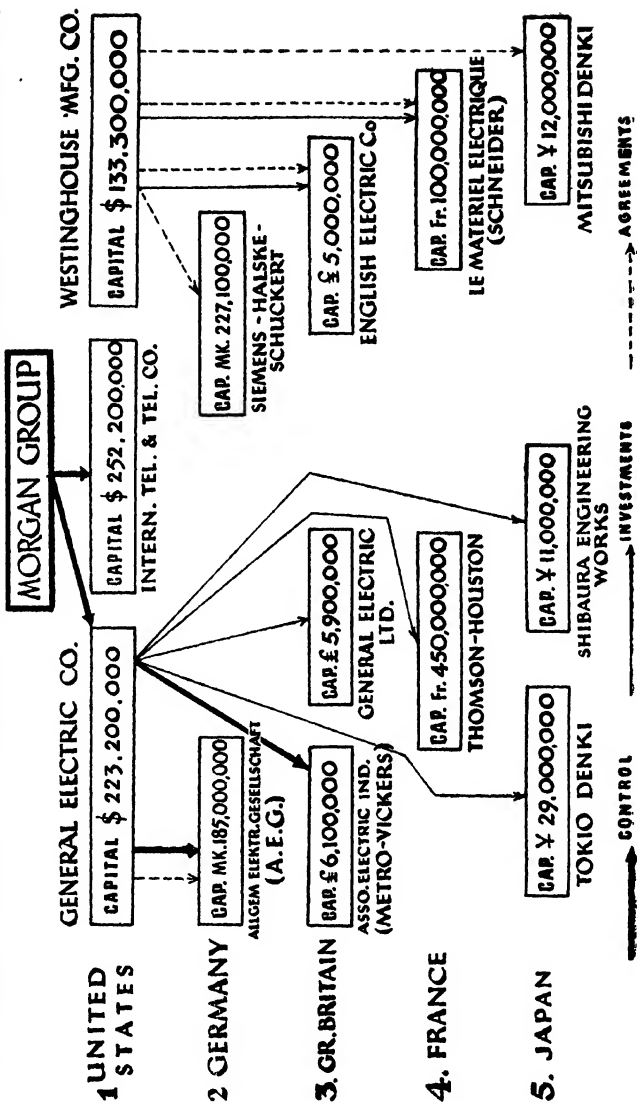 MORGAN GROUP
GENERAL ELECTRIC CO.
CAPITAL $ 223,200,000
CAPITAL $ 252,200,000
INTERN. TEL. & TEL. CO.
WESTINGHOUSE MFG. CO.
CAPITAL $ 133,300,000
1 UNITED
STATES
2 GERMANY
CAP. MK.185,000,000
ALLGEM ELEKTR.GESELLSCHAFT
(A.E.G.)
CAP. MK. 227,100,000
SIEMENS-HALSKE-
SCHUCKERT
3. GR.BRITAIN
CAP. £6,100,000
ASSO.ELECTRIC IND.
(METRO-VICKERS)
CAP. £5,900,000
GENERAL ELECTRIC
LTD.
CAP. £ 5,000,000
ENGLISH ELECTRIC Co
4. FRANCE
CAP. Fr. 450,000,000
THOMSON-HOUSTON
CAP. Fr. 100,000,000
LE MATERIEL ELECTRIQUE
(SCHNEIDER)
5. JAPAN
CAP. ¥ 29,000,000
TOKIO DENKI
CAP. ¥ 11,000,000
SHIBAURA ENGINEERING
WORKS
CAP. ¥ 12,000,000
MITSUBISHI DENKI
CONTROL
INVESTMENTS
AGREEMENTS